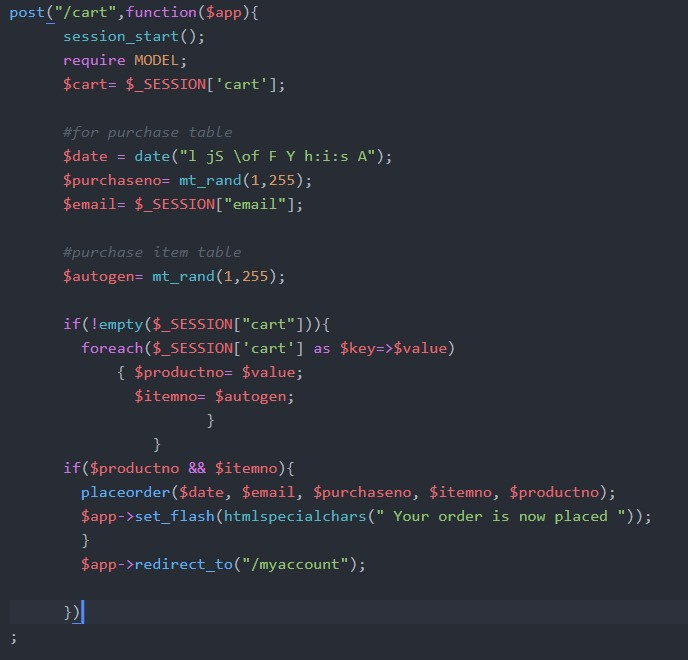 post("/cart",function($app){
session_start();
require MODEL;
$cart= $_SESSION['cart'];
#for purchase table
$date = date("l jS \of F Y h:i:s A");
$purchaseno= mt_rand(1,255);
$email= $_SESSION["email"];
#purchase item table
$autogen= mt_rand(1,255);
if(!empty($_SESSION["cart"])){
foreach($_SESSION['cart'] as $key=>$value)
{ $productno= $value;
$itemno= $autogen;
}
}
if($productno && $itemno){
placeorder($date, $email, $purchaseno, $itemno, $productno);
$app->set_flash(htmlspecialchars(" Your order is now placed "));
}
$app->redirect_to("/myaccount");
})
;